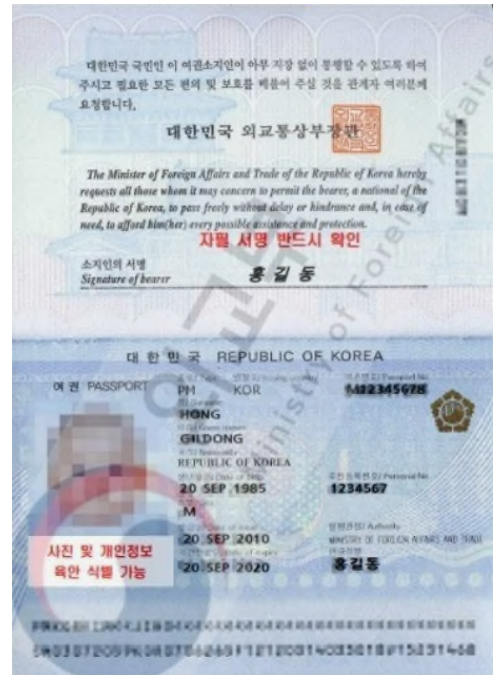 대한민국 국민인 이 여권소지인이 아무 지장 없이 통행할 수 있도록 하여
주시고 필요한 모든 편의 및 보호를 베풀어 주실 것을 관계자 여러분께
요청합니다.
대한민국 외교통상부장관
The Minister of Foreign Affairs and Trade of the Republic of Korea hereby
requests all those whom it may concern to permit the bearer, a national of the
Republic of Korea, to pass freely without delay or hindrance and, in case of
need, to afford him(her) every possible assistance and protection.
자필 서명 반드시 확인
소지인의 서명
Signature of bearer
홍길동
외교부
Ministry of Foreign Affairs
대한민국 REPUBLIC OF KOREA
여권 PASSPORT
PM KOR M12345678
HONG
GILDONG
REPUBLIC OF KOREA
20 SEP 1985 1234567
M
20 SEP 2010 MINISTRY OF FOREIGN AFFAIRS AND TRADE
20 SEP 2020 홍길동
사진 및 개인정보
육안 식별 가능